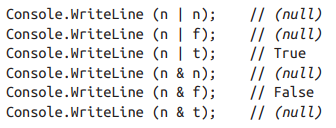 Console.WriteLine (n | n);    // (null)
Console.WriteLine (n | f);    // (null)
Console.WriteLine (n | t);    // True
Console.WriteLine (n & n);    // (null)
Console.WriteLine (n & f);    // False
Console.WriteLine (n & t);    // (null)